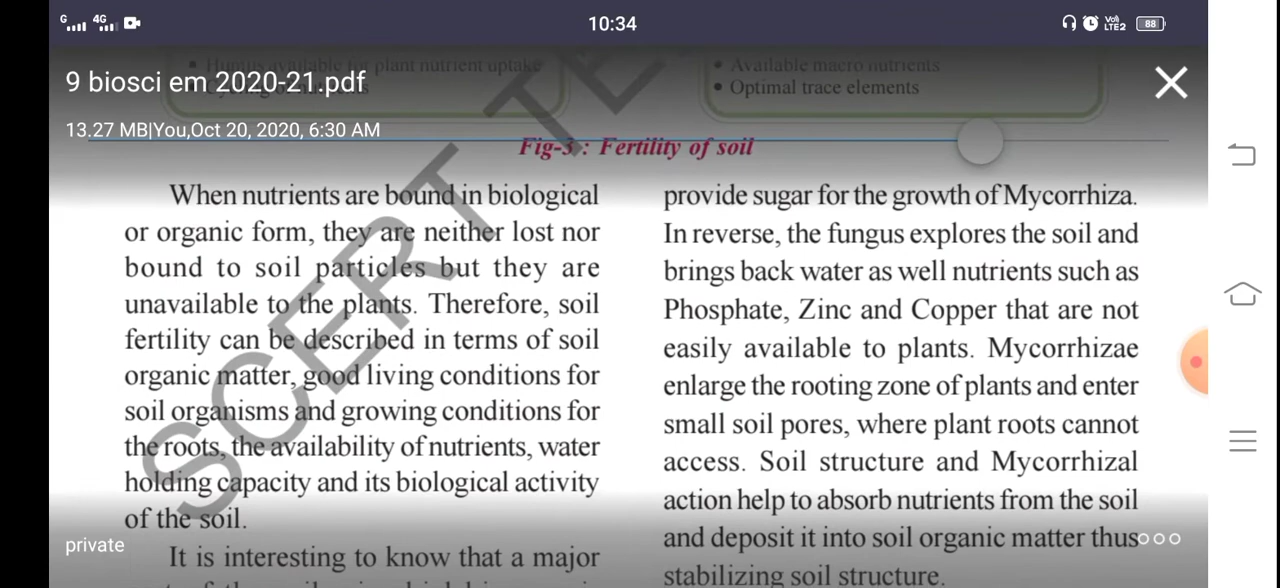 G 4G 10:34 Vo)) LTE2 88
• Humus available for plant nutrient uptake
• Available macro nutrients
• Optimal trace elements
9 biosci em 2020-21.pdf
13.27 MB|You,Oct 20, 2020, 6:30 AM
Fig-3 : Fertility of soil
When nutrients are bound in biological
or organic form, they are neither lost nor
bound to soil particles but they are
unavailable to the plants. Therefore, soil
fertility can be described in terms of soil
organic matter, good living conditions for
soil organisms and growing conditions for
the roots, the availability of nutrients, water
holding capacity and its biological activity
of the soil.
It is interesting to know that a major
provide sugar for the growth of Mycorrhiza.
In reverse, the fungus explores the soil and
brings back water as well nutrients such as
Phosphate, Zinc and Copper that are not
easily available to plants. Mycorrhizae
enlarge the rooting zone of plants and enter
small soil pores, where plant roots cannot
access. Soil structure and Mycorrhizal
action help to absorb nutrients from the soil
and deposit it into soil organic matter thus
stabilizing soil structure.
private
SCERT TE